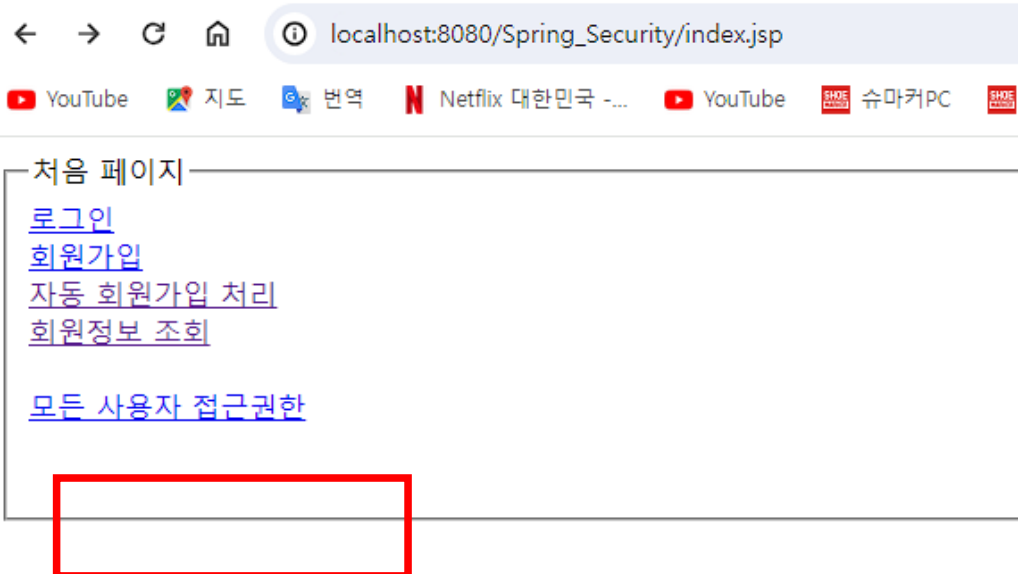 localhost:8080/Spring_Security/index.jsp
YouTube 지도 번역 Netflix 대한민국 -... YouTube 슈마커PC
처음 페이지
로그인
회원가입
자동 회원가입 처리
회원정보 조회
모든 사용자 접근권한